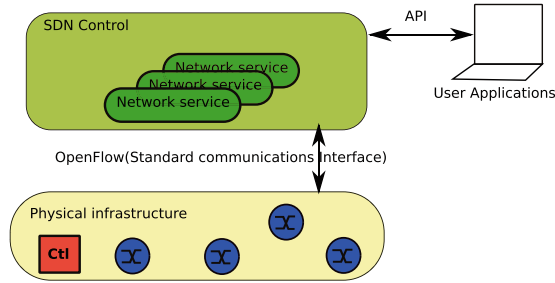 SDN Control
API
Network service
Network service
Network service
User Applications
OpenFlow(Standard communications Interface)
Physical infrastructure
Ctl